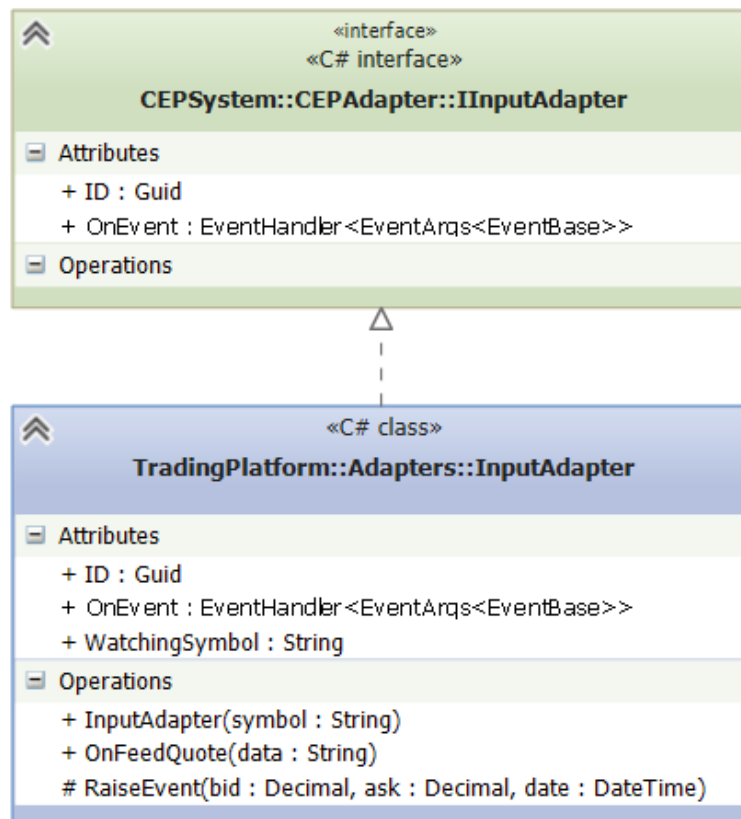 «interface»
«C# interface»
CEPSystem::CEPAdapter::IInputAdapter
Attributes
+ ID : Guid
+ OnEvent : EventHandler<EventArgs<EventBase>>
Operations
«C# class»
TradingPlatform::Adapters::InputAdapter
Attributes
+ ID : Guid
+ OnEvent : EventHandler<EventArgs<EventBase>>
+ WatchingSymbol : String
Operations
+ InputAdapter(symbol : String)
+ OnFeedQuote(data : String)
# RaiseEvent(bid : Decimal, ask : Decimal, date : DateTime)